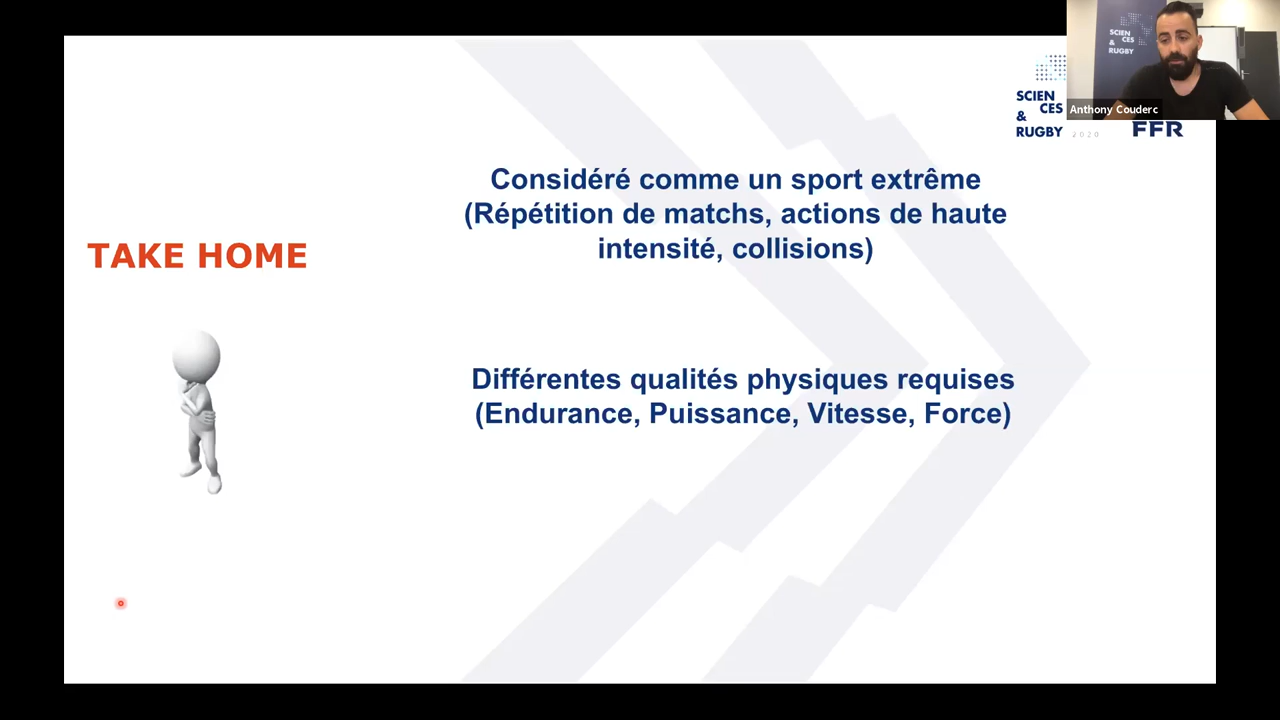 SCIEN
CES
&
RUGBY
Anthony Couderc
SCIEN
CES
&
RUGBY
2020
FFR
Considéré comme un sport extrême
(Répétition de matchs, actions de haute
intensité, collisions)
TAKE HOME
Différentes qualités physiques requises
(Endurance, Puissance, Vitesse, Force)